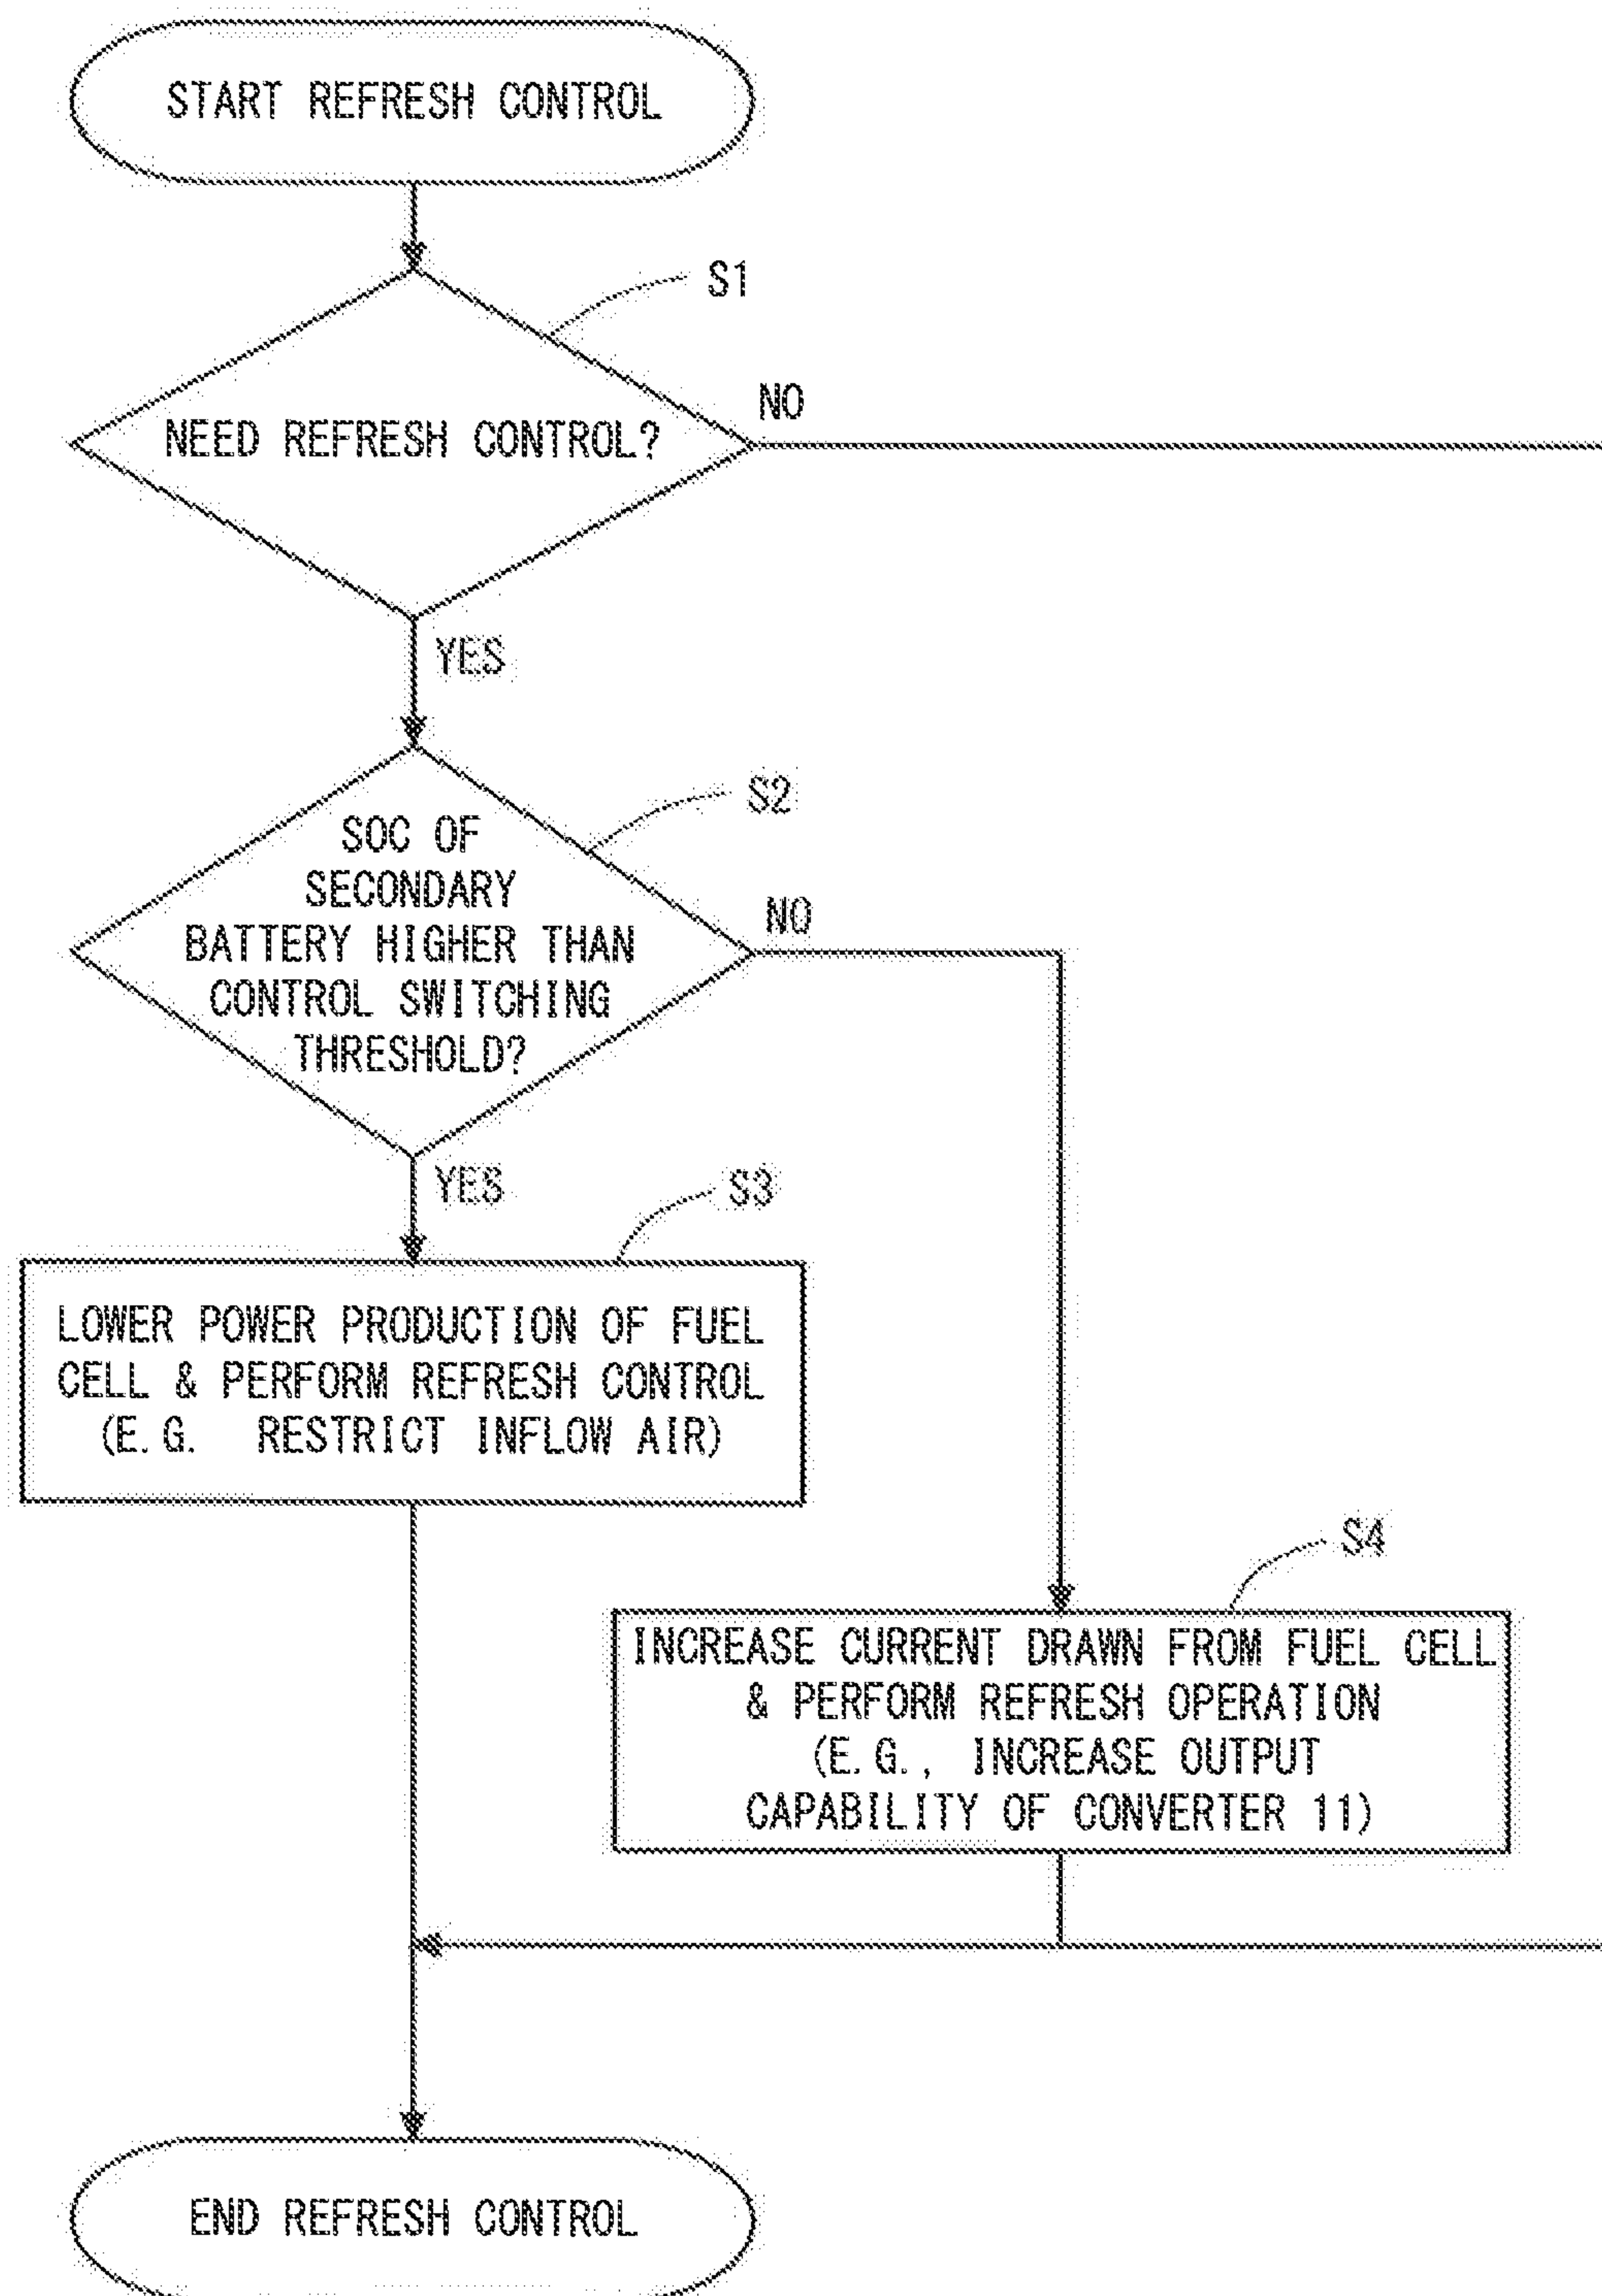 START REFRESH CONTROL
S1
NEED REFRESH CONTROL?
NO
YES
S2
SOC OF
SECONDARY
BATTERY HIGHER THAN
CONTROL SWITCHING
THRESHOLD?
NO
YES
S3
LOWER POWER PRODUCTION OF FUEL
CELL & PERFORM REFRESH CONTROL
(E.G. RESTRICT INFLOW AIR)
S4
INCREASE CURRENT DRAWN FROM FUEL CELL
& PERFORM REFRESH OPERATION
(E.G., INCREASE OUTPUT
CAPABILITY OF CONVERTER 11)
END REFRESH CONTROL